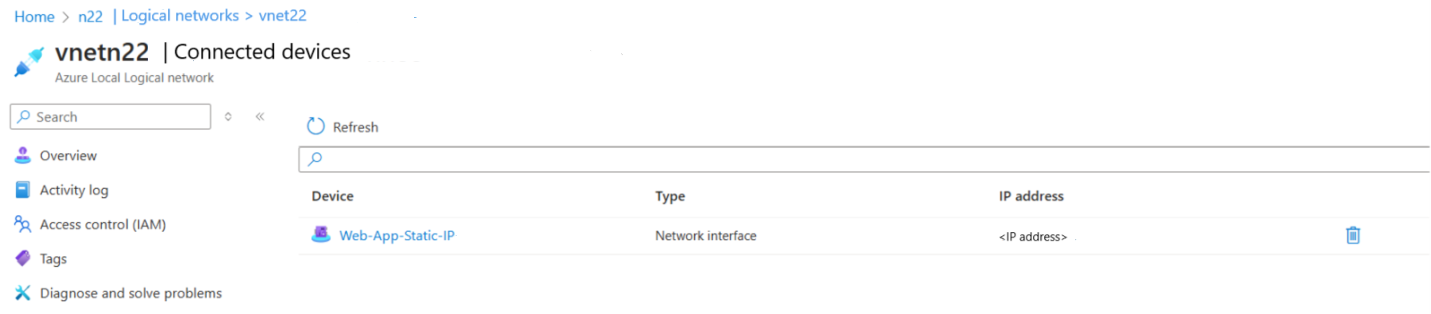 Home > n22 | Logical networks > vnet22
vnetn22 | Connected devices
Azure Local Logical network
Search
Refresh
Overview
Activity log
Access control (IAM)
Tags
Diagnose and solve problems
Device Type IP address
Web-App-Static-IP Network interface <IP address>